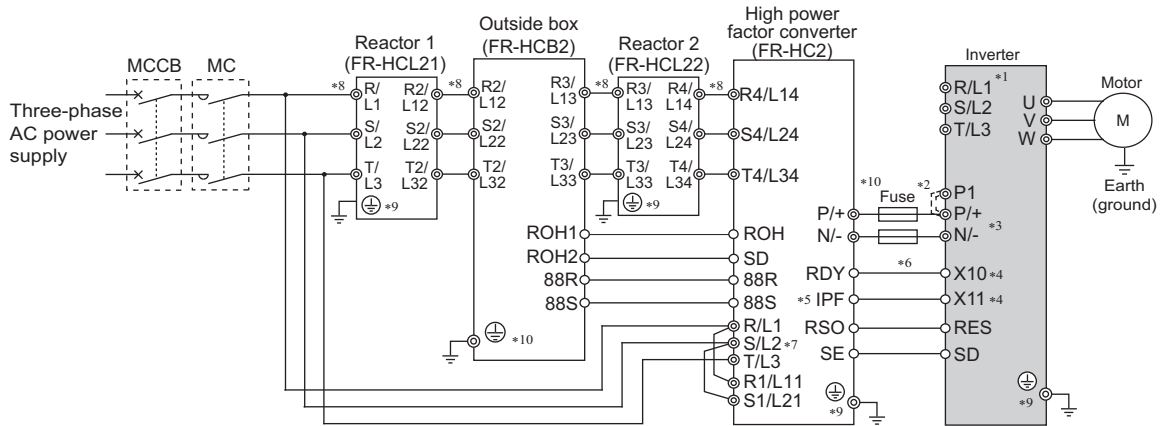 Outside box
(FR-HCB2)
High power
factor converter
(FR-HC2)
Reactor 1
(FR-HCL21)
Reactor 2
(FR-HCL22)
Inverter
MCCB MC
Motor
Three-phase
AC power
supply
*8 R/
L1
R2/
L12
*8 R2/
L12
R3/
L13
*8 R3/
L13
R4/
L14
*8 R4/L14
S/
L2
S2/
L22
S2/
L22
S3/
L23
S3/
L23
S4/
L24
S4/L24
T/
L3
T2/
L32
T2/
L32
T3/
L33
T3/
L33
T4/
L34
T4/L34
*9
*9
R/L1 *1
S/L2
T/L3
U
V
W
M
Earth
(ground)
*10
Fuse
*2
P1
P/+
P/+
N/-
N/-
*3
ROH1 ROH
ROH2 SD
88R 88R
88S 88S
RDY *6 X10 *4
*5 IPF X11 *4
RSO RES
SE SD
*10
R/L1
S/L2 *7
T/L3
R1/L11
S1/L21
*9
*9